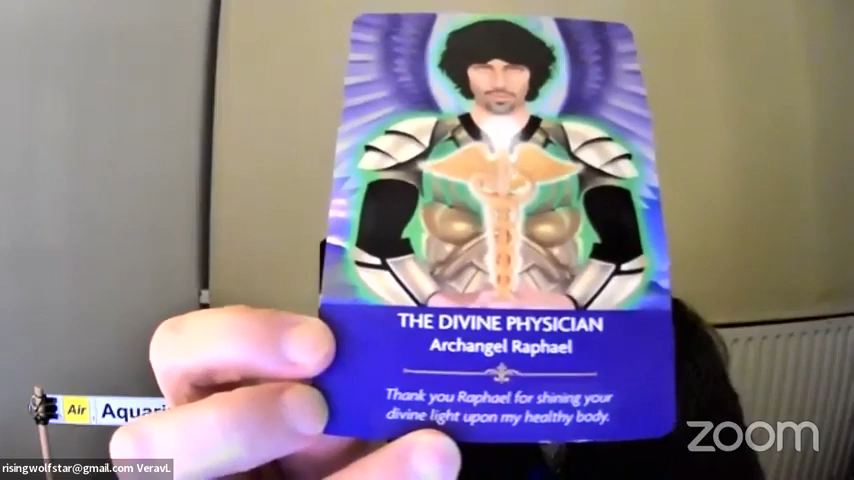 THE DIVINE PHYSICIAN
Archangel Raphael
Thank you Raphael for shining your
divine light upon my healthy body.
Air Aquari
zoom
risingwolfstar@gmail.com VeravL